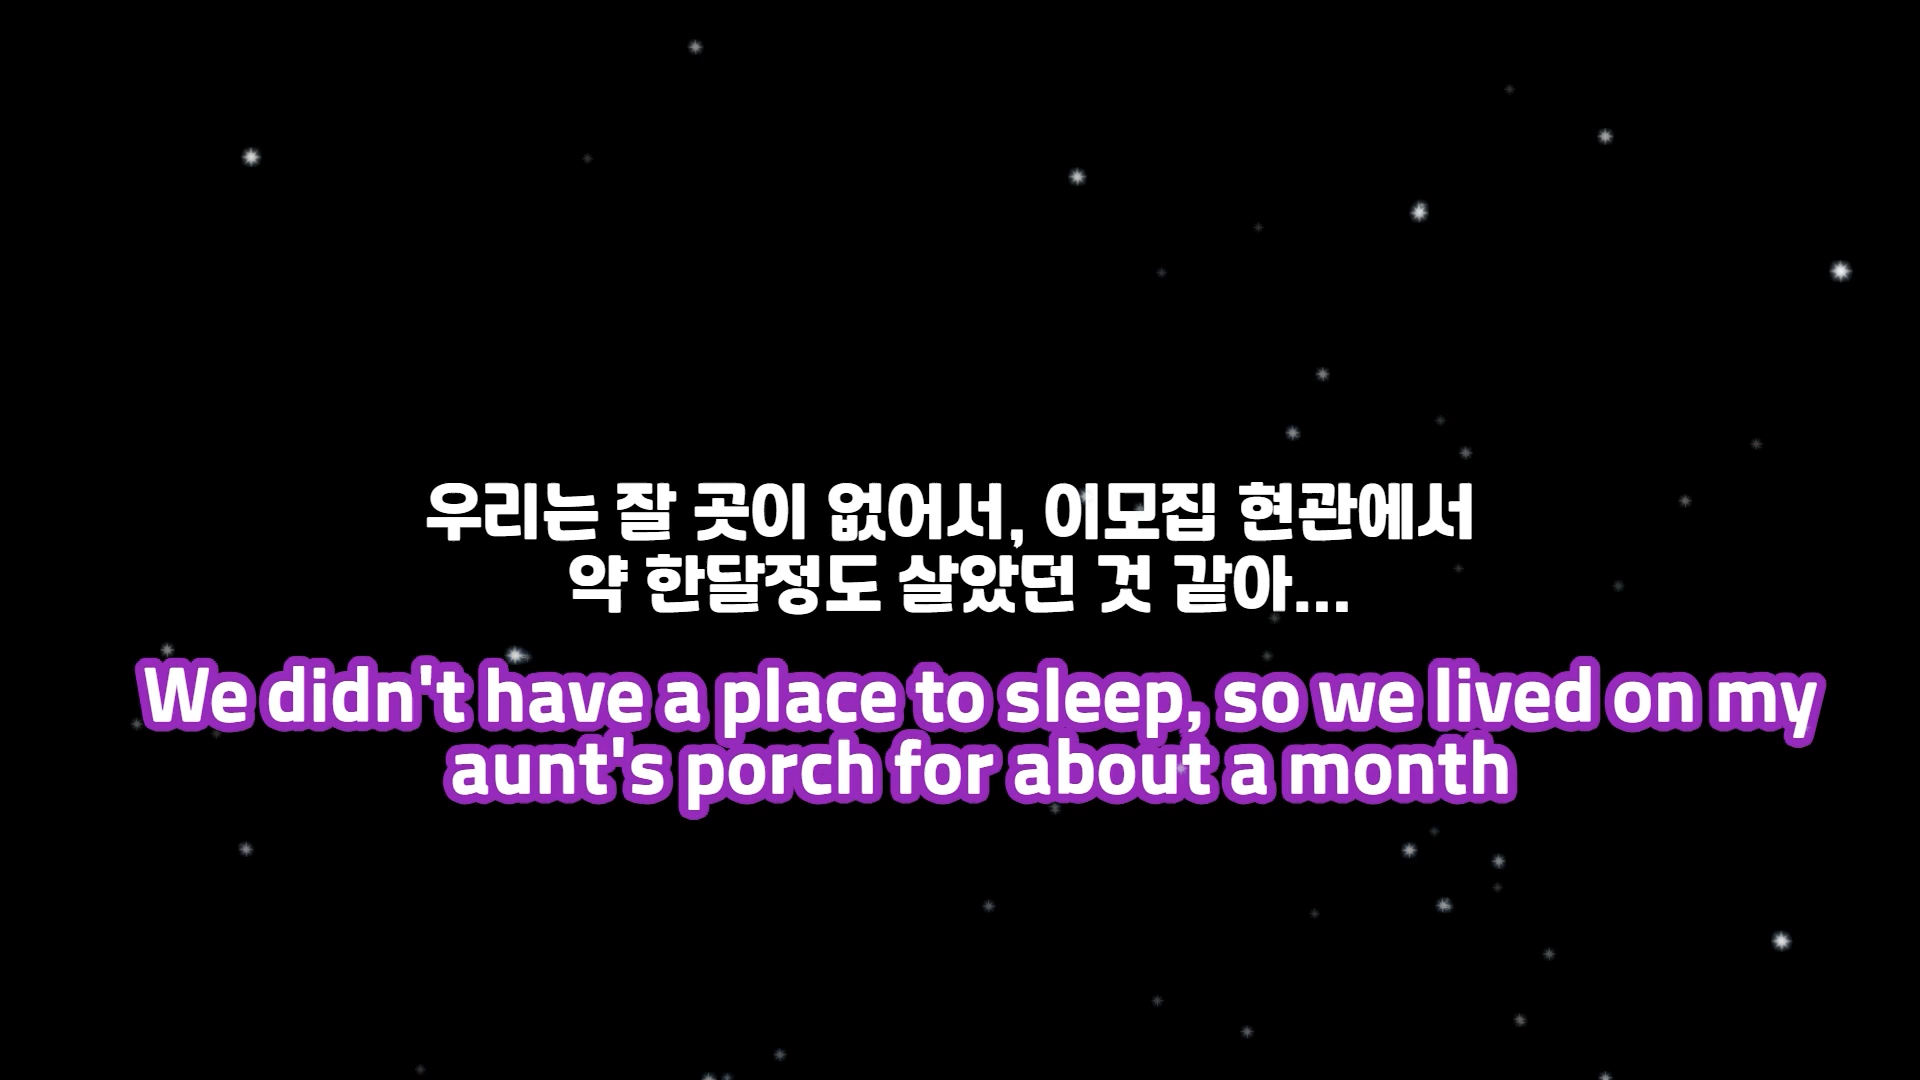 우리는 잘 곳이 없어서, 이모집 현관에서
약 한달정도 살았던 것 같아...
We didn't have a place to sleep, so we lived on my
aunt's porch for about a month